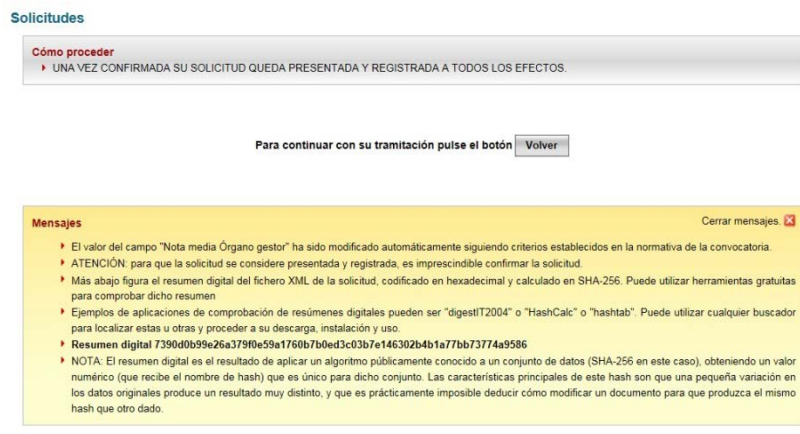 Solicitudes
Cómo proceder
UNA VEZ CONFIRMADA SU SOLICITUD QUEDA PRESENTADA Y REGISTRADA A TODOS LOS EFECTOS.
Para continuar con su tramitación pulse el botón Volver
Mensajes Cerrar mensajes.
El valor del campo "Nota media Órgano gestor" ha sido modificado automáticamente siguiendo criterios establecidos en la normativa de la convocatoria.
ATENCIÓN: para que la solicitud se considere presentada y registrada, es imprescindible confirmar la solicitud.
Más abajo figura el resumen digital del fichero XML de la solicitud, codificado en hexadecimal y calculado en SHA-256. Puede utilizar herramientas gratuitas
para comprobar dicho resumen
Ejemplos de aplicaciones de comprobación de resúmenes digitales pueden ser "digestIT2004" o "HashCalc" o "hashtab". Puede utilizar cualquier buscador
para localizar estas u otras y proceder a su descarga, instalación y uso.
Resumen digital 7390d0b99e26a379f0e59a1760b7b0ed3c03b7e146302b4b1a77bb73774a9586
NOTA: El resumen digital es el resultado de aplicar un algoritmo públicamente conocido a un conjunto de datos (SHA-256 en este caso), obteniendo un valor
numérico (que recibe el nombre de hash) que es único para dicho conjunto. Las características principales de este hash son que una pequeña variación en
los datos originales produce un resultado muy distinto, y que es prácticamente imposible deducir cómo modificar un documento para que produzca el mismo
hash que otro dado.